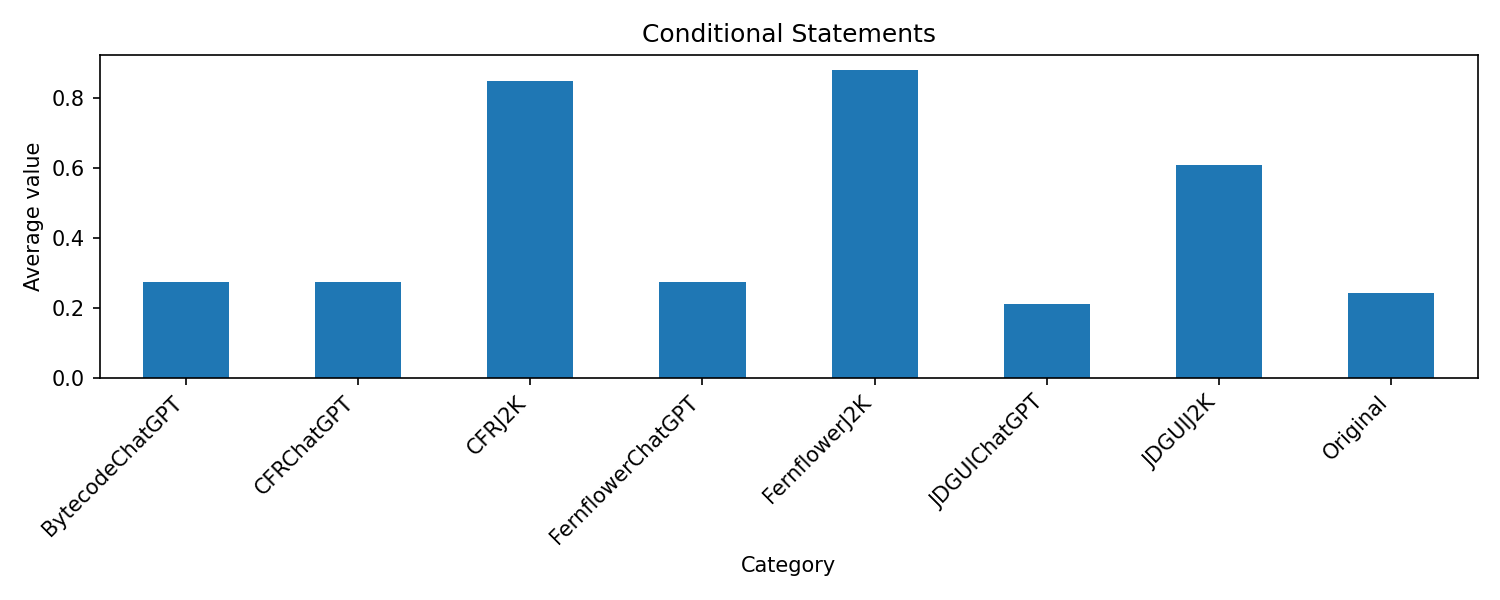 Conditional Statements
Average value
0.8
0.6
0.4
0.2
0.0
BytecodeChatGPT
CFRChatGPT
CFRJ2K
FernflowerChatGPT
FernflowerJ2K
JDGUIChatGPT
JDGUIJ2K
Original
Category